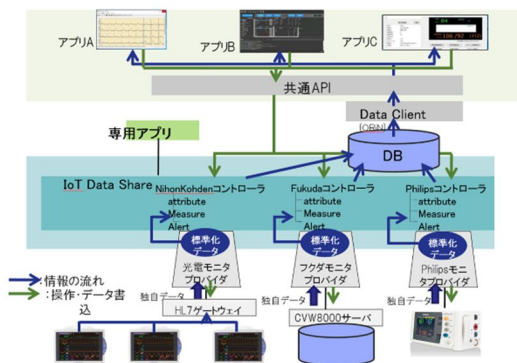 アプリA
アプリB
アプリC
共通API
Data Client
(ORiN)
専用アプリ
DB
IoT Data Share
NihonKohdenコントローラ
attribute
Measure
Alert
Fukudaコントローラ
attribute
Measure
Alert
Philipsコントローラ
attribute
Measure
Alert
標準化
データ
標準化
データ
標準化
データ
光電モニタ
プロバイダ
フクダモニタ
プロバイダ
Philipsモニ
タプロバイダ
:情報の流れ
:操作・データ書
込
独自データ
独自データ
独自データ
HL7ゲートウェイ
CVW8000サーバ